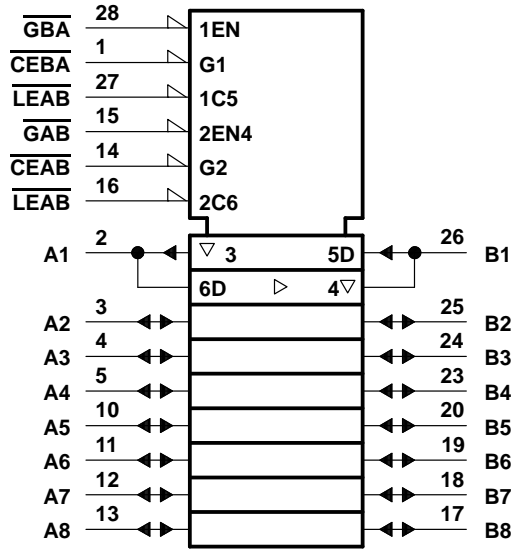 GBA 28 1EN
CEBA 1 G1
LEAB 27 1C5
GAB 15 2EN4
CEAB 14 G2
LEAB 16 2C6
A1 2 ▽ 3 5D 26 B1
6D ▷ 4▽
A2 3 25 B2
A3 4 24 B3
A4 5 23 B4
A5 10 20 B5
A6 11 19 B6
A7 12 18 B7
A8 13 17 B8